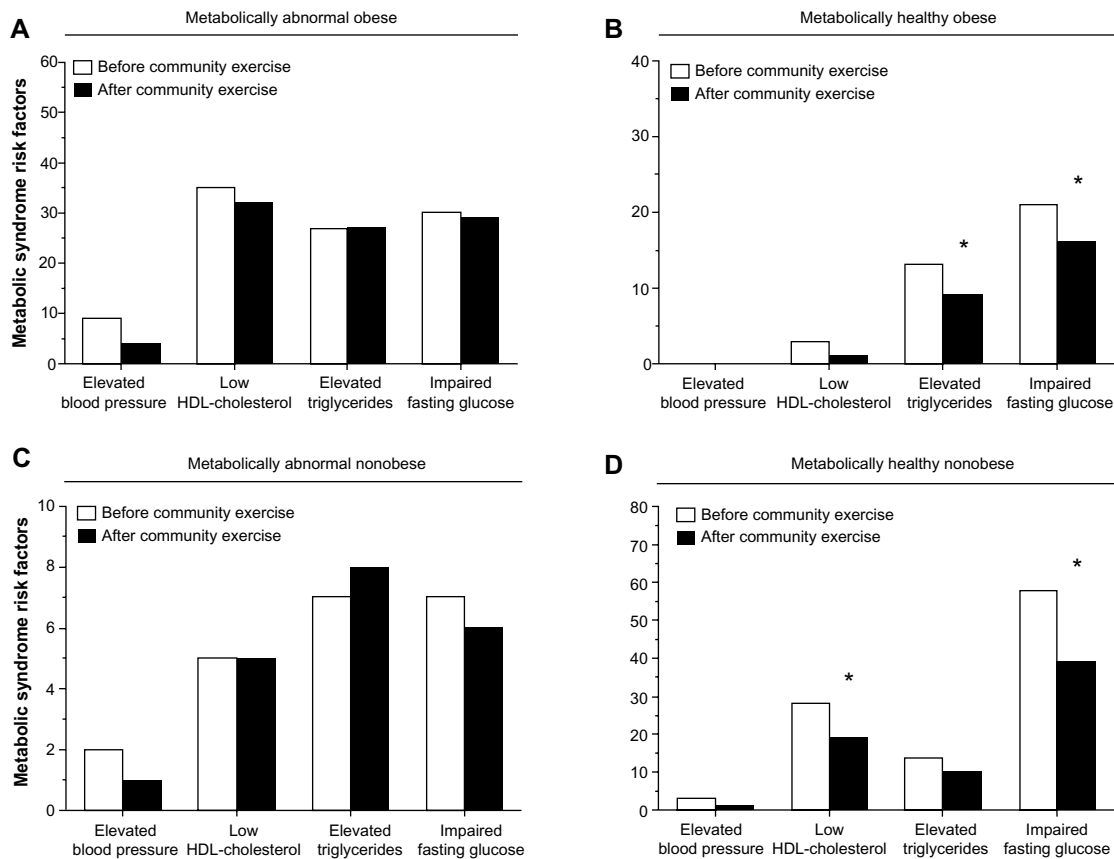 A
Metabolically abnormal obese
Metabolic syndrome risk factors
60
50
40
30
20
10
0
Before community exercise
After community exercise
Elevated
blood pressure
Low
HDL-cholesterol
Elevated
triglycerides
Impaired
fasting glucose
B
Metabolically healthy obese
40
30
20
10
0
Before community exercise
After community exercise
*
*
Elevated
blood pressure
Low
HDL-cholesterol
Elevated
triglycerides
Impaired
fasting glucose
C
Metabolically abnormal nonobese
Metabolic syndrome risk factors
10
8
6
4
2
0
Before community exercise
After community exercise
Elevated
blood pressure
Low
HDL-cholesterol
Elevated
triglycerides
Impaired
fasting glucose
D
Metabolically healthy nonobese
80
70
60
50
40
30
20
10
0
Before community exercise
After community exercise
*
*
Elevated
blood pressure
Low
HDL-cholesterol
Elevated
triglycerides
Impaired
fasting glucose